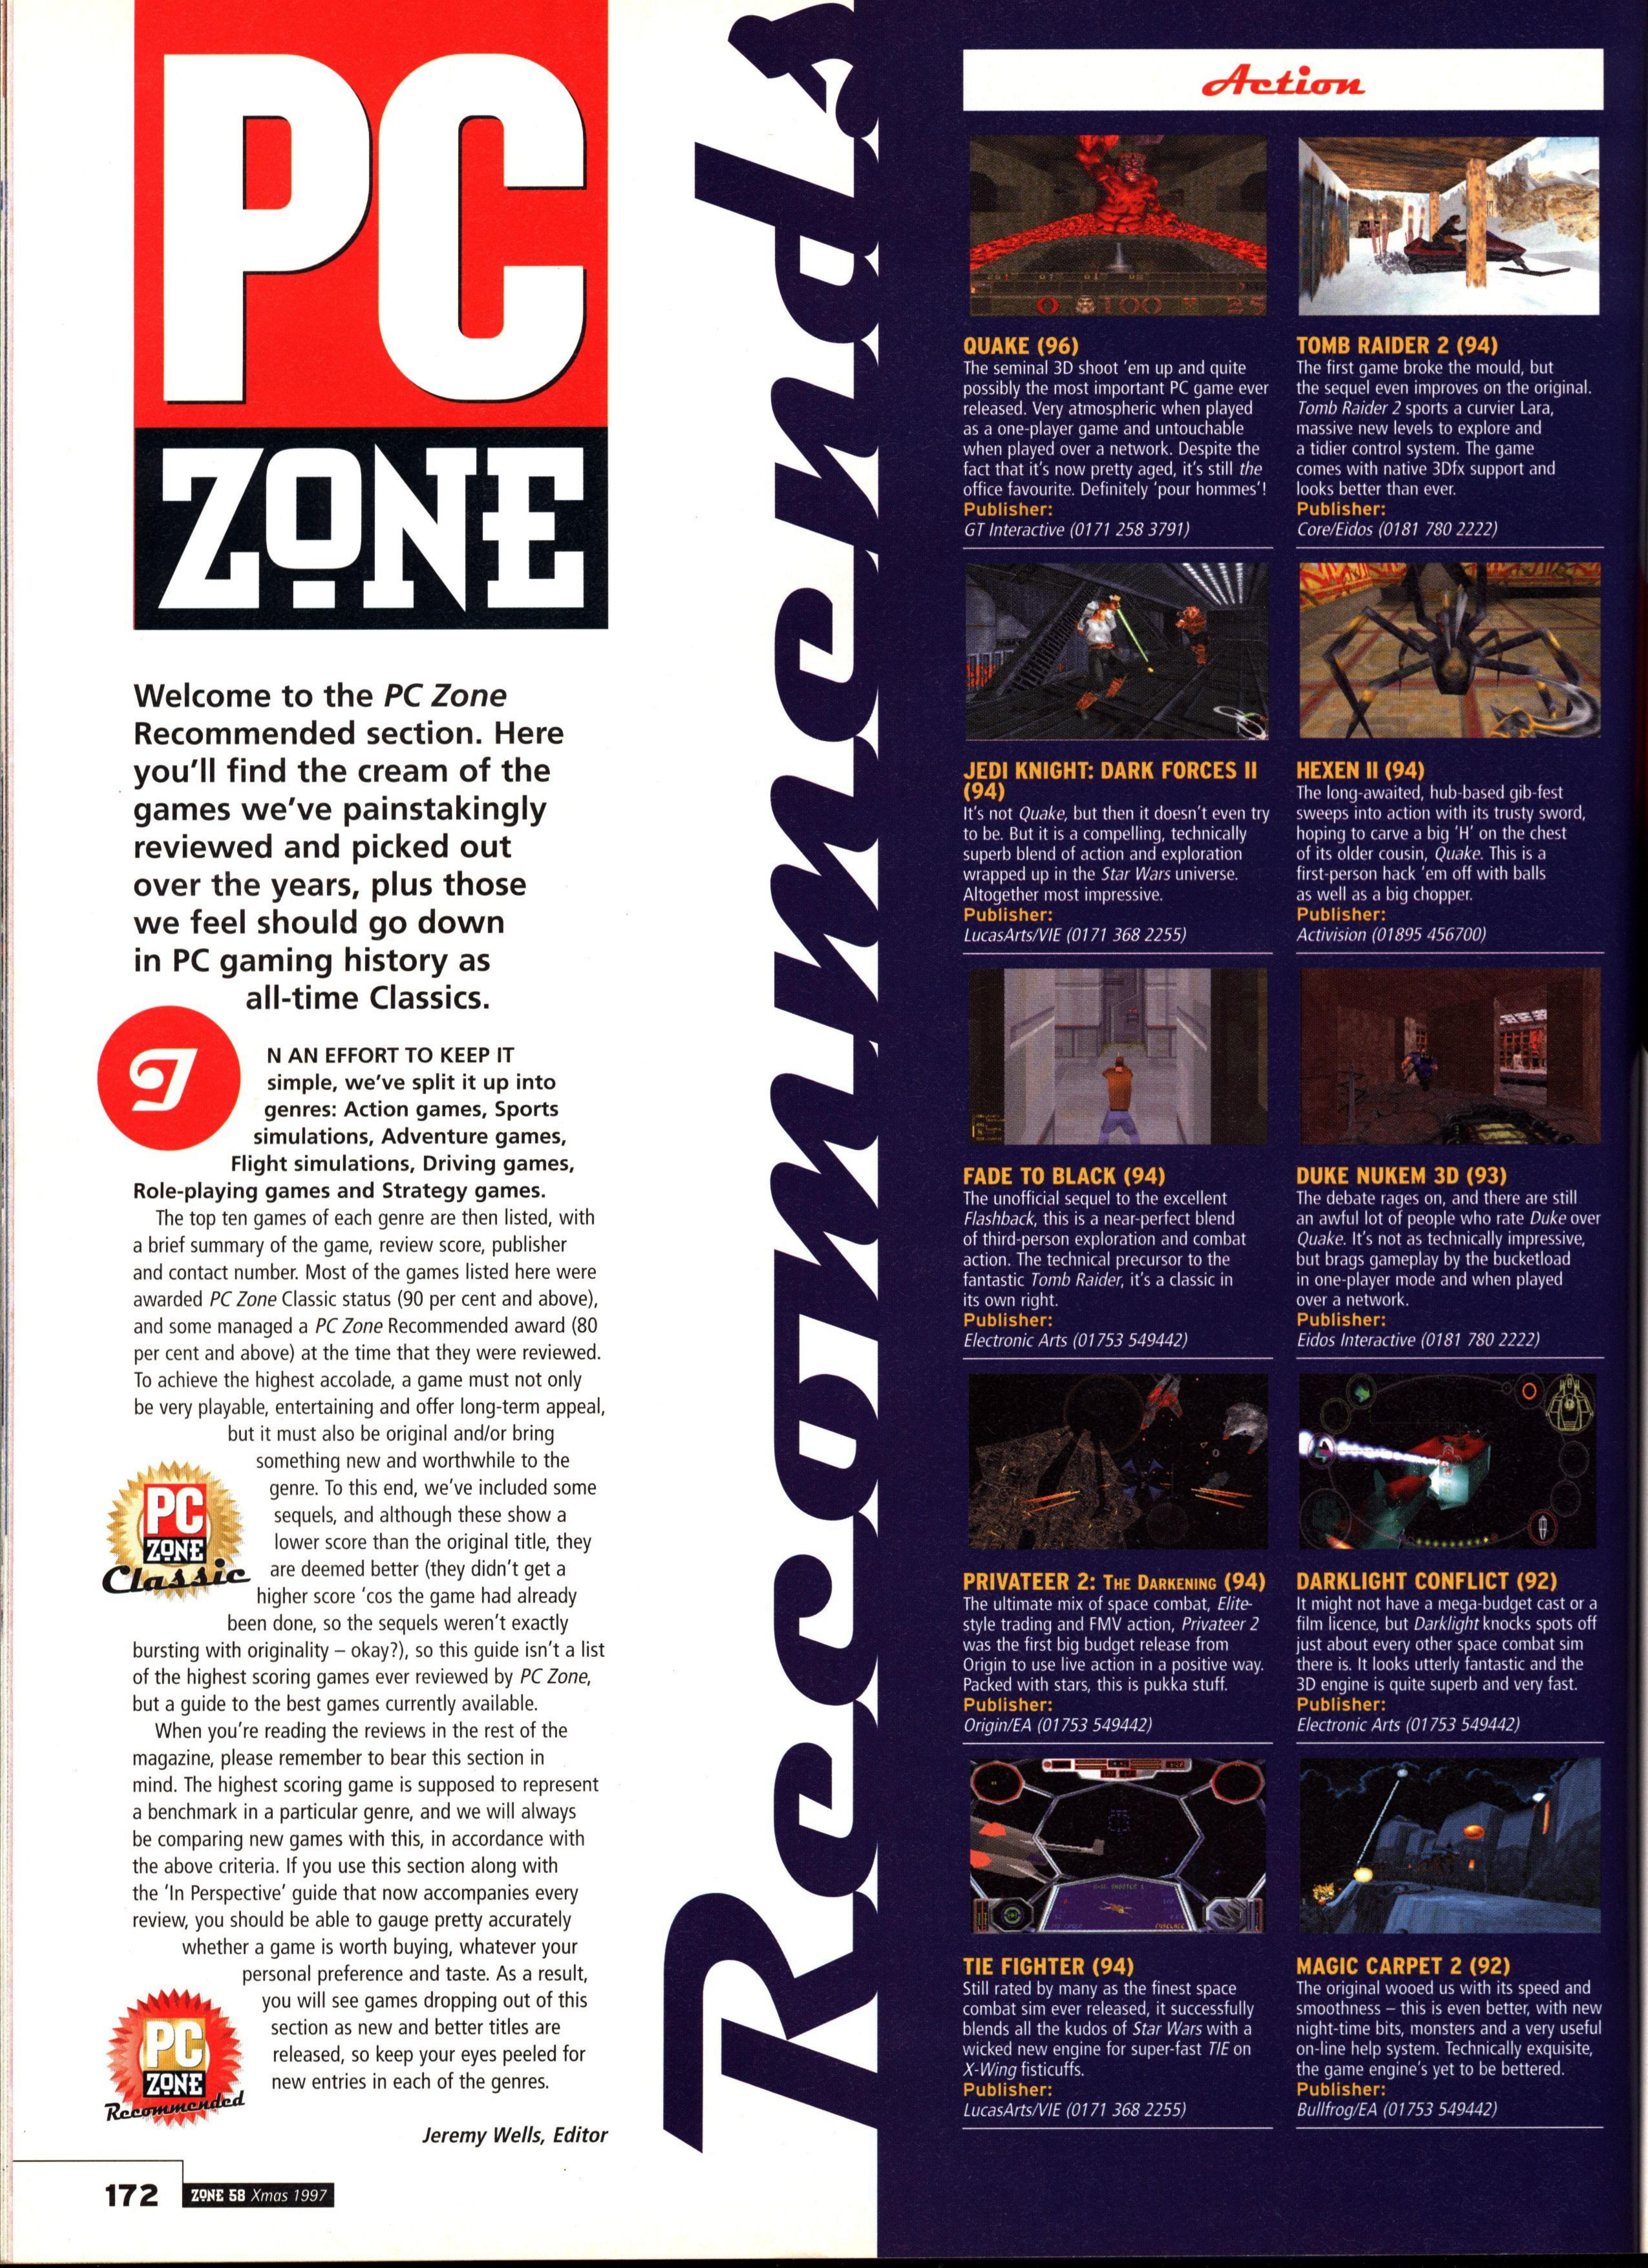 PC
ZONE
Recommends
Welcome to the PC Zone
Recommended section. Here
you'll find the cream of the
games we've painstakingly
reviewed and picked out
over the years, plus those
we feel should go down
in PC gaming history as
all-time Classics.
I
N AN EFFORT TO KEEP IT
simple, we've split it up into
genres: Action games, Sports
simulations, Adventure games,
Flight simulations, Driving games,
Role-playing games and Strategy games.
The top ten games of each genre are then listed, with
a brief summary of the game, review score, publisher
and contact number. Most of the games listed here were
awarded PC Zone Classic status (90 per cent and above),
and some managed a PC Zone Recommended award (80
per cent and above) at the time that they were reviewed.
To achieve the highest accolade, a game must not only
be very playable, entertaining and offer long-term appeal,
but it must also be original and/or bring
something new and worthwhile to the
genre. To this end, we've included some
sequels, and although these show a
lower score than the original title, they
are deemed better (they didn't get a
higher score 'cos the game had already
been done, so the sequels weren't exactly
bursting with originality – okay?), so this guide isn't a list
of the highest scoring games ever reviewed by PC Zone,
but a guide to the best games currently available.
When you're reading the reviews in the rest of the
magazine, please remember to bear this section in
mind. The highest scoring game is supposed to represent
a benchmark in a particular genre, and we will always
be comparing new games with this, in accordance with
the above criteria. If you use this section along with
the 'In Perspective' guide that now accompanies every
review, you should be able to gauge pretty accurately
whether a game is worth buying, whatever your
personal preference and taste. As a result,
you will see games dropping out of this
section as new and better titles are
released, so keep your eyes peeled for
new entries in each of the genres.
Jeremy Wells, Editor
PC
ZONE
Classic
PC
ZONE
Recommended
172
ZONE 58 Xmas 1997
Action
0 100 25
QUAKE (96)
The seminal 3D shoot 'em up and quite
possibly the most important PC game ever
released. Very atmospheric when played
as a one-player game and untouchable
when played over a network. Despite the
fact that it's now pretty aged, it's still the
office favourite. Definitely 'pour hommes'!
Publisher:
GT Interactive (0171 258 3791)
TOMB RAIDER 2 (94)
The first game broke the mould, but
the sequel even improves on the original.
Tomb Raider 2 sports a curvier Lara,
massive new levels to explore and
a tidier control system. The game
comes with native 3Dfx support and
looks better than ever.
Publisher:
Core/Eidos (0181 780 2222)
JEDI KNIGHT: DARK FORCES II
(94)
It's not Quake, but then it doesn't even try
to be. But it is a compelling, technically
superb blend of action and exploration
wrapped up in the Star Wars universe.
Altogether most impressive.
Publisher:
LucasArts/VIE (0171 368 2255)
HEXEN II (94)
The long-awaited, hub-based gib-fest
sweeps into action with its trusty sword,
hoping to carve a big 'H' on the chest
of its older cousin, Quake. This is a
first-person hack 'em off with balls
as well as a big chopper.
Publisher:
Activision (01895 456700)
FADE TO BLACK (94)
The unofficial sequel to the excellent
Flashback, this is a near-perfect blend
of third-person exploration and combat
action. The technical precursor to the
fantastic Tomb Raider, it's a classic in
its own right.
Publisher:
Electronic Arts (01753 549442)
DUKE NUKEM 3D (93)
The debate rages on, and there are still
an awful lot of people who rate Duke over
Quake. It's not as technically impressive,
but brags gameplay by the bucketload
in one-player mode and when played
over a network.
Publisher:
Eidos Interactive (0181 780 2222)
PRIVATEER 2: THE DARKENING (94)
The ultimate mix of space combat, Elite-
style trading and FMV action, Privateer 2
was the first big budget release from
Origin to use live action in a positive way.
Packed with stars, this is pukka stuff.
Publisher:
Origin/EA (01753 549442)
DARKLIGHT CONFLICT (92)
It might not have a mega-budget cast or a
film licence, but Darklight knocks spots off
just about every other space combat sim
there is. It looks utterly fantastic and the
3D engine is quite superb and very fast.
Publisher:
Electronic Arts (01753 549442)
TIE FIGHTER (94)
Still rated by many as the finest space
combat sim ever released, it successfully
blends all the kudos of Star Wars with a
wicked new engine for super-fast TIE on
X-Wing fisticuffs.
Publisher:
LucasArts/VIE (0171 368 2255)
MAGIC CARPET 2 (92)
The original wooed us with its speed and
smoothness – this is even better, with new
night-time bits, monsters and a very useful
on-line help system. Technically exquisite,
the game engine's yet to be bettered.
Publisher:
Bullfrog/EA (01753 549442)